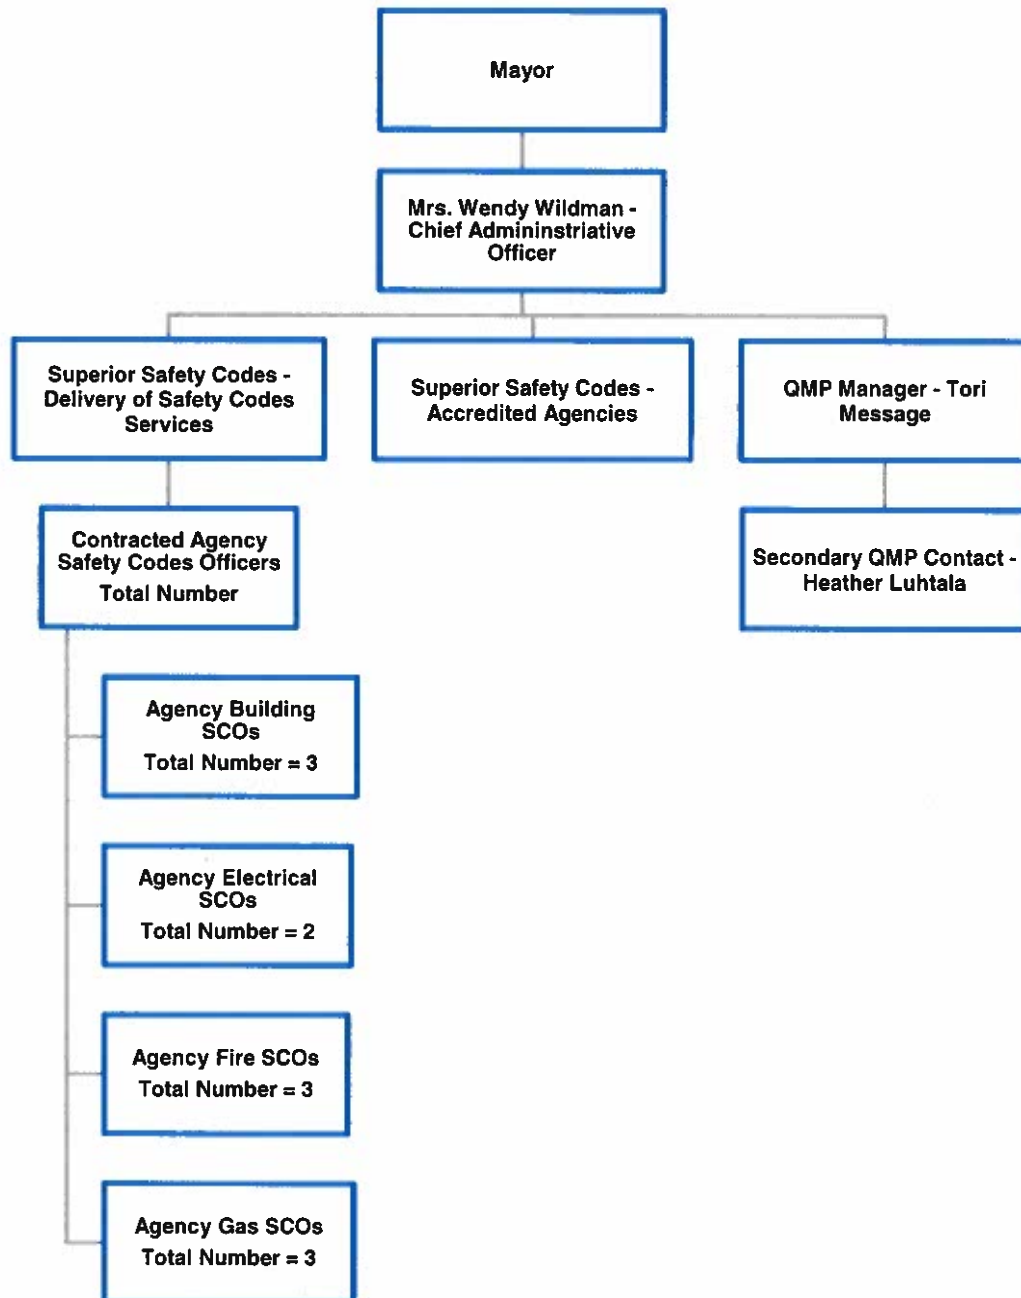 Mayor
Mrs. Wendy Wildman -
Chief Admininstriative
Officer
Superior Safety Codes -
Delivery of Safety Codes
Services
Superior Safety Codes -
Accredited Agencies
QMP Manager - Tori
Message
Contracted Agency
Safety Codes Officers
Total Number
Secondary QMP Contact -
Heather Luhtala
Agency Building
SCOs
Total Number = 3
Agency Electrical
SCOs
Total Number = 2
Agency Fire SCOs
Total Number = 3
Agency Gas SCOs
Total Number = 3